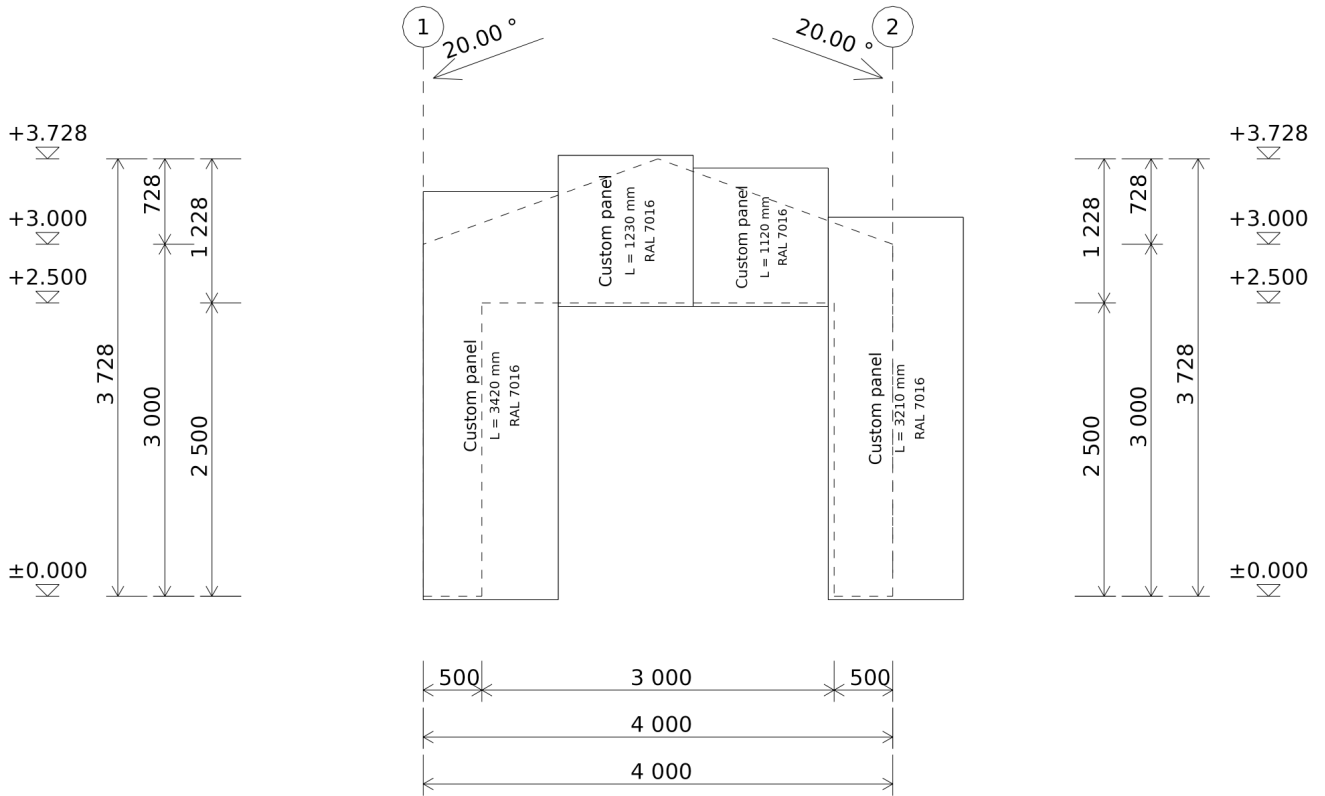 1
2
20.00 °
20.00 °
+3.728
+3.000
+2.500
±0.000
3 728
728
3 000
1 228
2 500
Custom panel
L = 3420 mm
RAL 7016
Custom panel
L = 1230 mm
RAL 7016
Custom panel
L = 1120 mm
RAL 7016
Custom panel
L = 3210 mm
RAL 7016
1 228
2 500
728
3 000
3 728
+3.728
+3.000
+2.500
±0.000
500
3 000
500
4 000
4 000